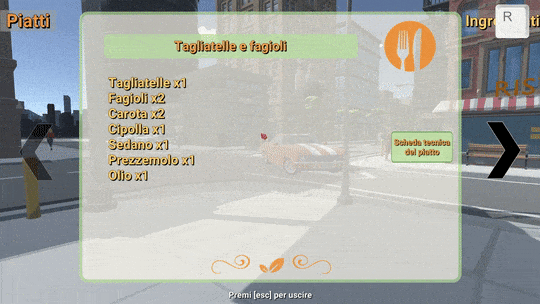 Piatti
R
Tagliatelle e fagioli
Tagliatelle x1
Fagioli x2
Carota x2
Cipolla x1
Sedano x1
Prezzemolo x1
Olio x1
Scheda tecnica
del piatto
Premi [esc] per uscire